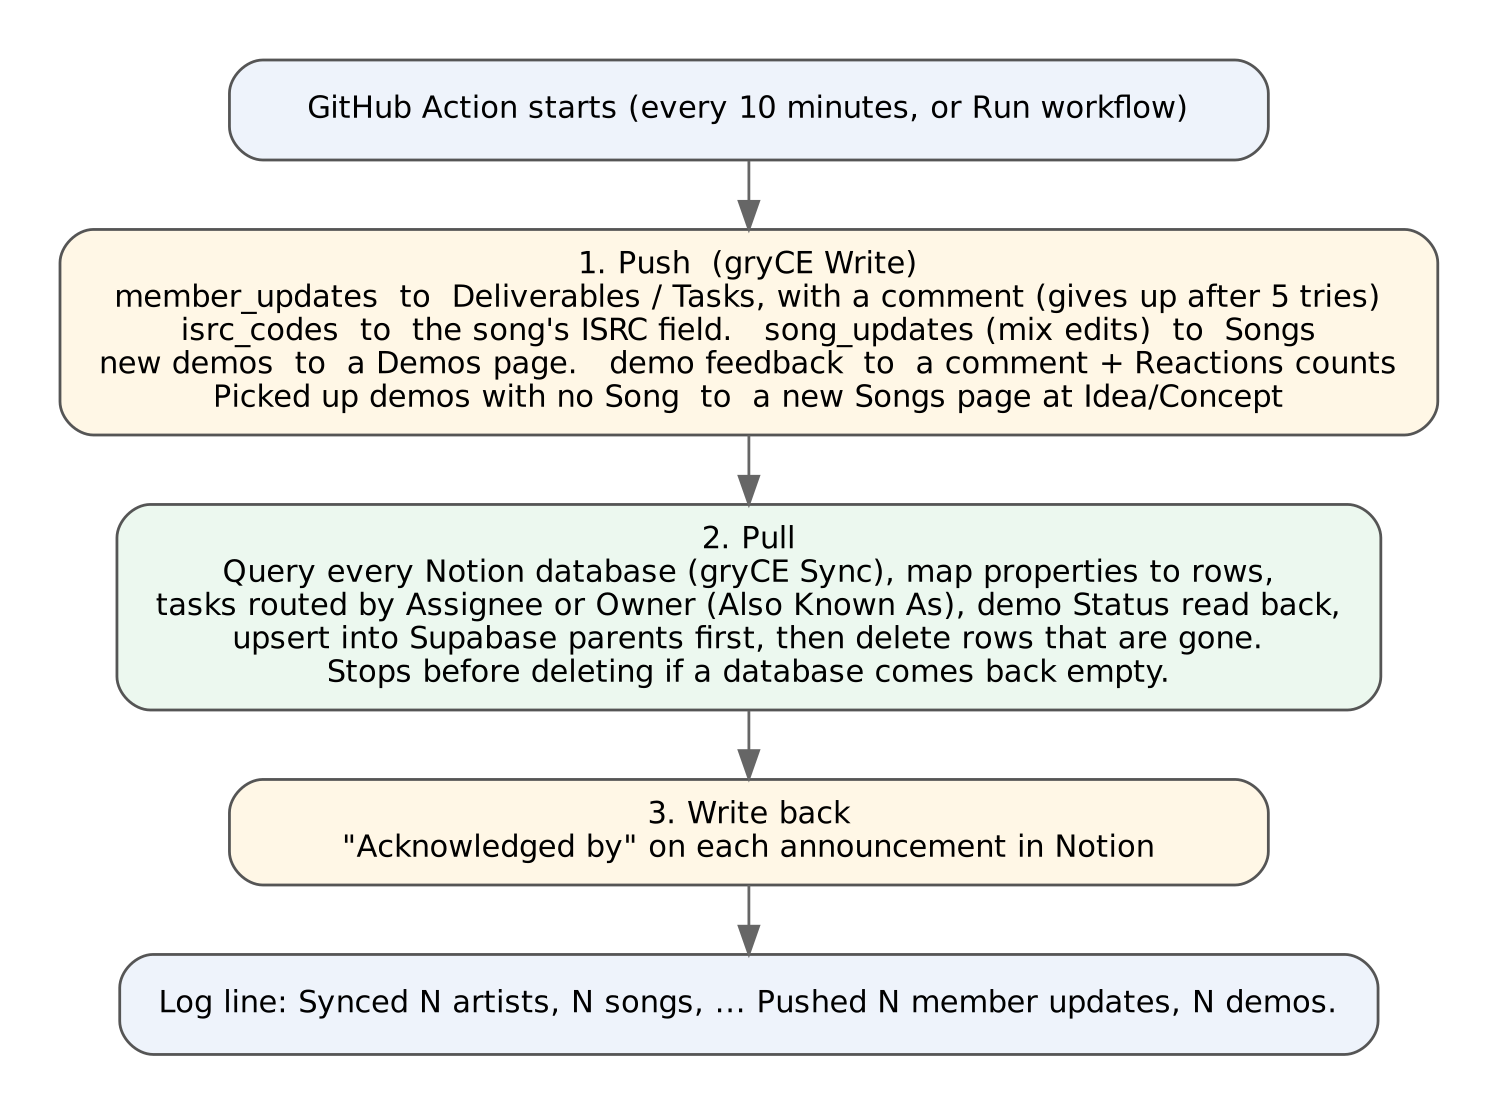 GitHub Action starts (every 10 minutes, or Run workflow)
1. Push  (gryCE Write)
member_updates  to  Deliverables / Tasks, with a comment (gives up after 5 tries)
isrc_codes  to  the song's ISRC field.   song_updates (mix edits)  to  Songs
new demos  to  a Demos page.   demo feedback  to  a comment + Reactions counts
Picked up demos with no Song  to  a new Songs page at Idea/Concept
2. Pull
Query every Notion database (gryCE Sync), map properties to rows,
tasks routed by Assignee or Owner (Also Known As), demo Status read back,
upsert into Supabase parents first, then delete rows that are gone.
Stops before deleting if a database comes back empty.
3. Write back
"Acknowledged by" on each announcement in Notion
Log line: Synced N artists, N songs, … Pushed N member updates, N demos.